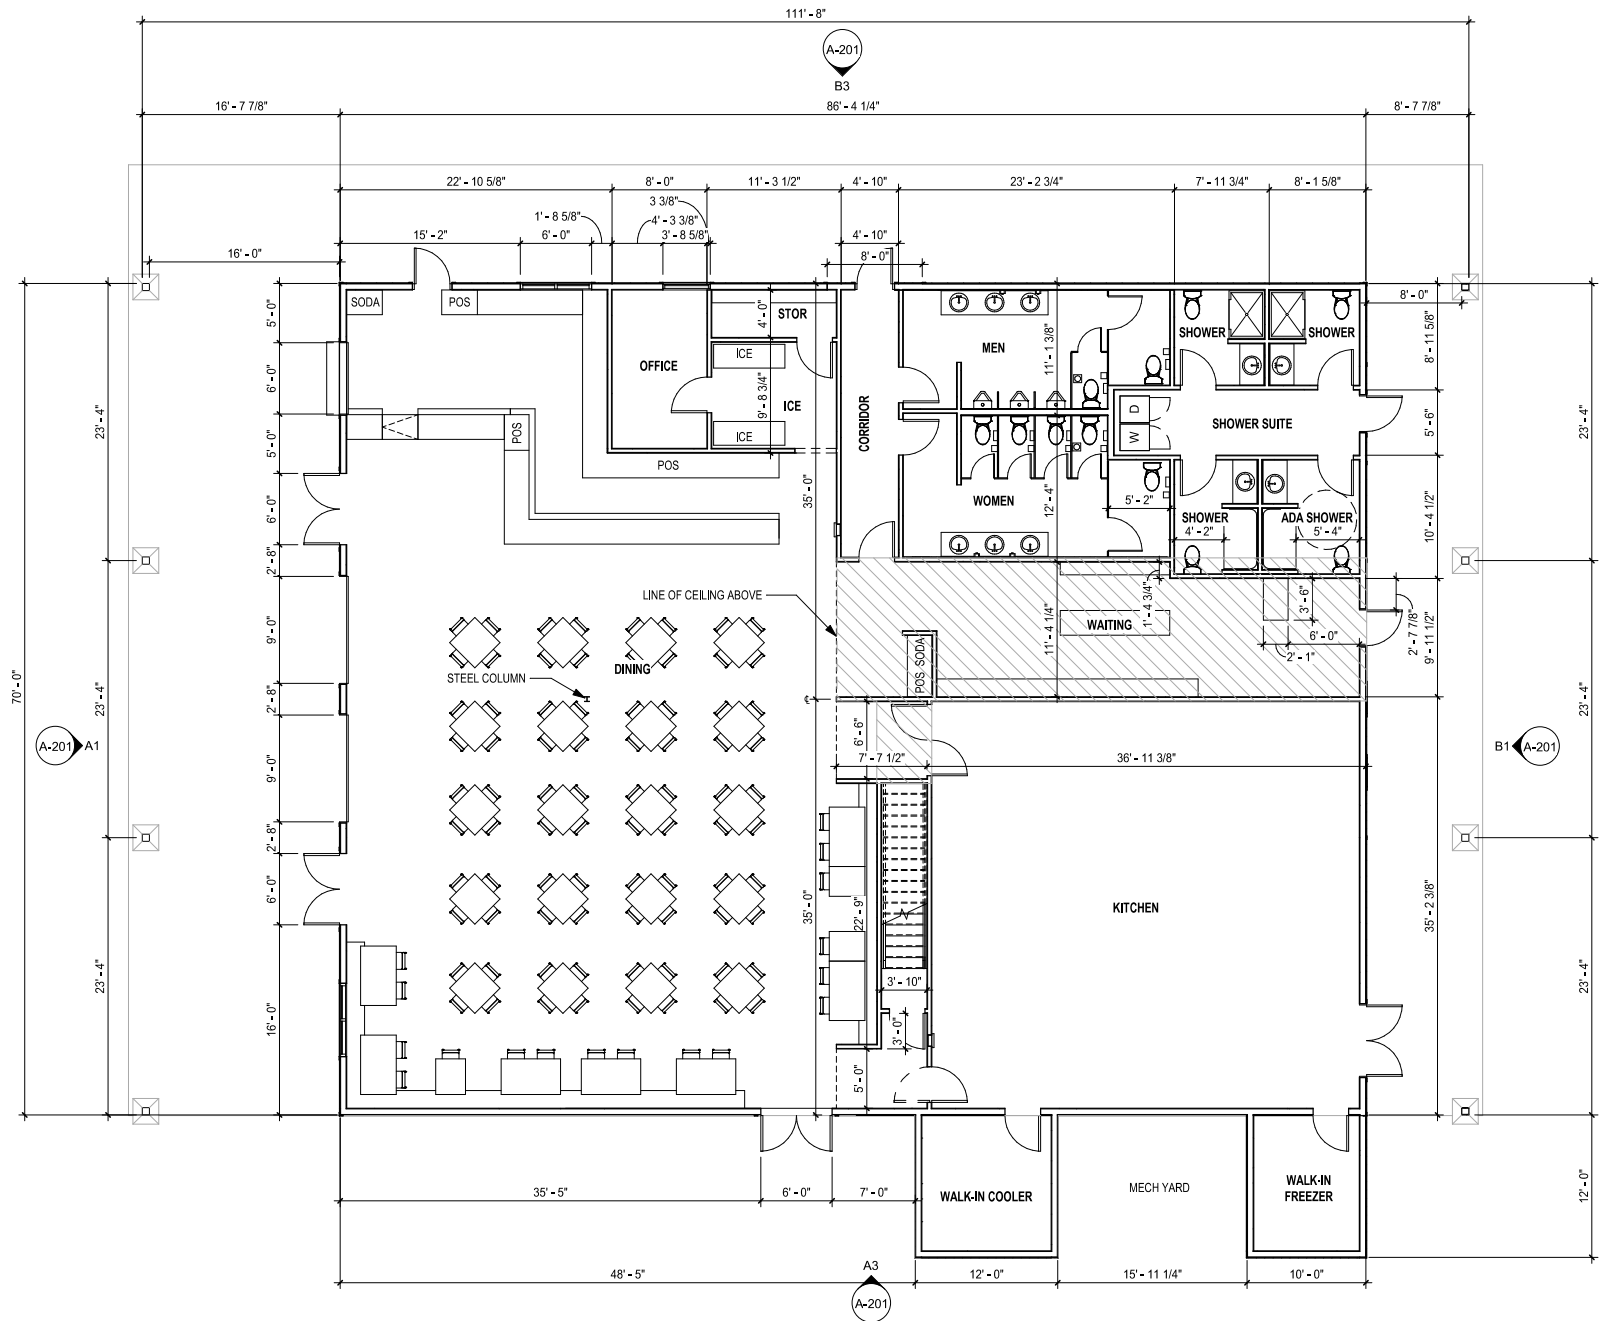 111' - 8"
A-201
B3
16' - 7 7/8"
86' - 4 1/4"
8' - 7 7/8"
22' - 10 5/8"
8' - 0"
11' - 3 1/2"
4' - 10"
23' - 2 3/4"
7' - 11 3/4"
8' - 1 5/8"
3 3/8"
1' - 8 5/8"
4' - 3 3/8"
15' - 2"
6' - 0"
3' - 8 5/8"
4' - 10"
16' - 0"
8' - 0"
8' - 0"
SODA
POS
STOR
4' - 0"
5' - 0"
MEN
SHOWER
SHOWER
11' - 1 3/8"
8' - 11 5/8"
OFFICE
ICE
9' - 8 3/4"
ICE
ICE
6' - 0"
23' - 4"
23' - 4"
CORRIDOR
D
W
SHOWER SUITE
5' - 6"
5' - 0"
POS
POS
35' - 0"
WOMEN
12' - 4"
5' - 2"
SHOWER
4' - 2"
ADA SHOWER
5' - 4"
10' - 4 1/2"
6' - 0"
2' - 8"
LINE OF CEILING ABOVE
1' - 4 3/4"
3' - 6"
WAITING
11' - 4 1/4"
6' - 0"
2' - 1"
2' - 7 7/8"
9' - 11 1/2"
9' - 0"
DINING
STEEL COLUMN
POS
SODA
70' - 0"
23' - 4"
2' - 8"
23' - 4"
A-201
A1
6' - 6"
7' - 7 1/2"
36' - 11 3/8"
B1
A-201
9' - 0"
2' - 8"
6' - 0"
35' - 0"
22' - 9"
KITCHEN
35' - 2 3/8"
23' - 4"
23' - 4"
16' - 0"
3' - 10"
3' - 0"
5' - 0"
35' - 5"
6' - 0"
7' - 0"
WALK-IN COOLER
MECH YARD
WALK-IN
FREEZER
12' - 0"
A3
48' - 5"
12' - 0"
15' - 11 1/4"
10' - 0"
A-201